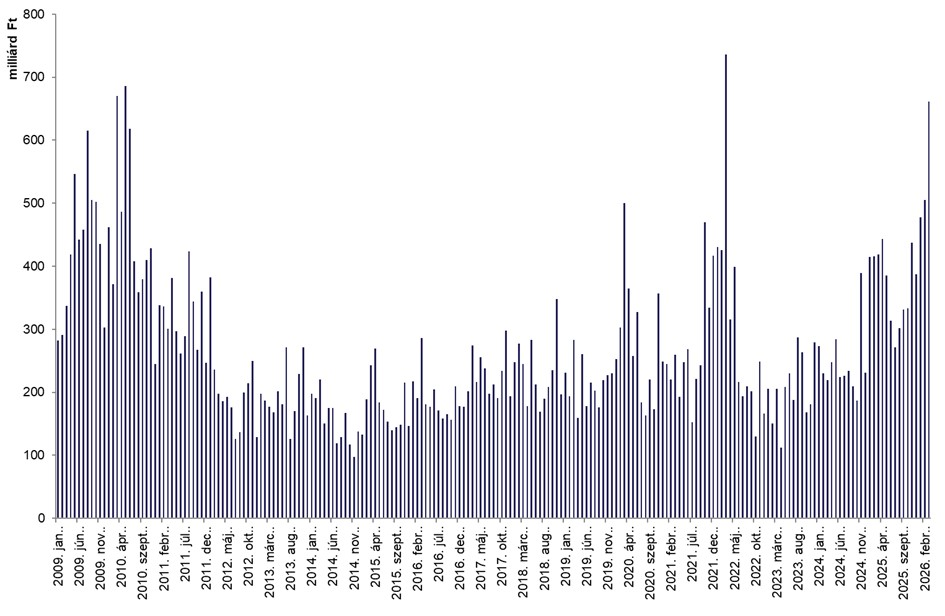 milliárd Ft
800
700
600
500
400
300
200
100
0
2009. jan..
2009. jún..
2009. nov..
2010. ápr..
2010. szept..
2011. febr..
2011. júl..
2011. dec..
2012. máj..
2012. okt..
2013. márc..
2013. aug..
2014. jan..
2014. jún..
2014. nov..
2015. ápr..
2015. szept..
2016. febr..
2016. júl..
2016. dec..
2017. máj..
2017. okt..
2018. márc..
2018. aug..
2019. jan..
2019. jún..
2019. nov..
2020. ápr..
2020. szept..
2021. febr..
2021. júl..
2021. dec..
2022. máj..
2022. okt..
2023. márc..
2023. aug..
2024. jan..
2024. jún..
2024. nov..
2025. ápr..
2025. szept..
2026. febr..